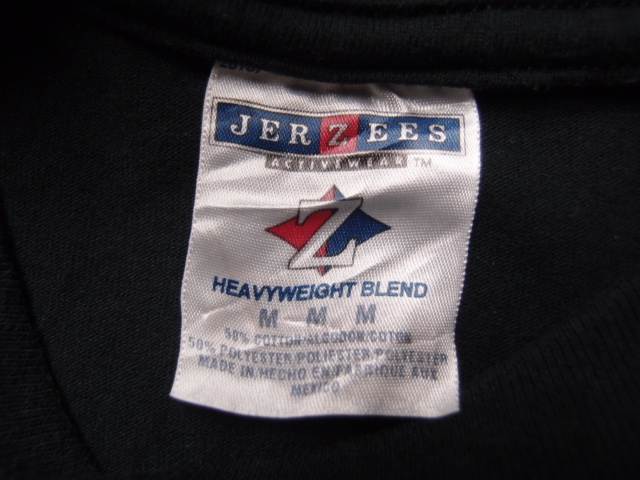 JERZEES
ACTIVEWEAR ™
Z
HEAVYWEIGHT BLEND
M M M
50% COTTON-ALGODON/COTON
50% POLYESTER/POLIESTER/POLYESTER
MADE IN HECHO EN FABRIQUE AUX
MEXICO